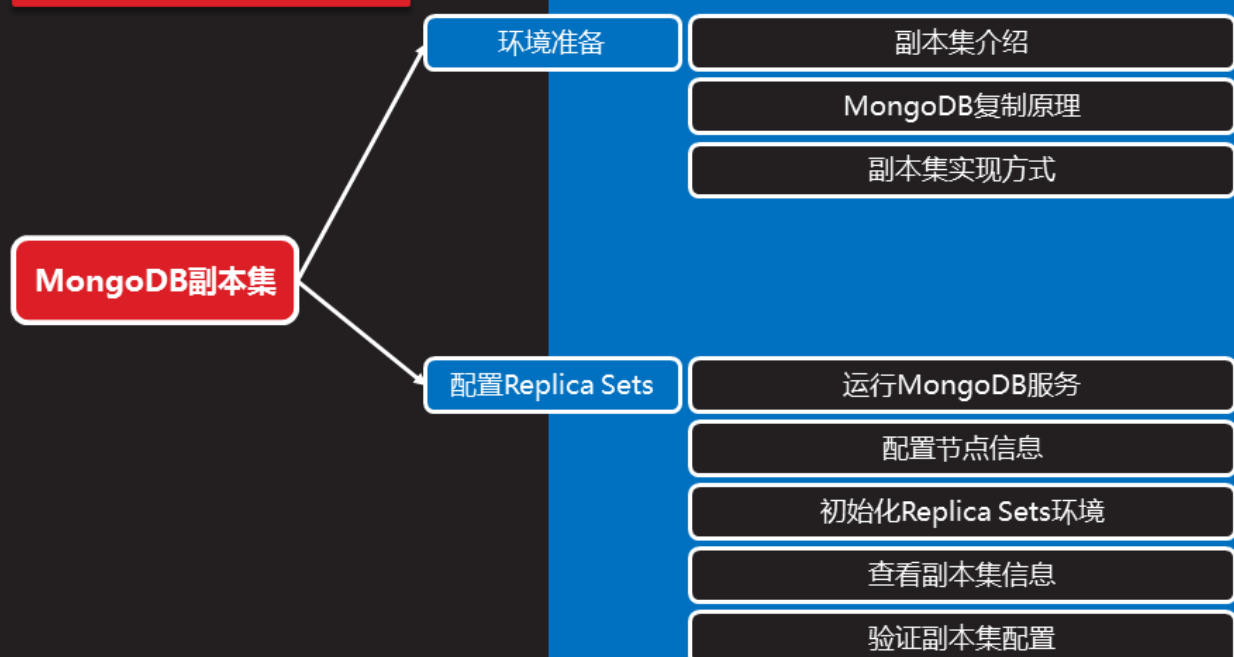 环境准备
副本集介绍
MongoDB复制原理
副本集实现方式
MongoDB副本集
配置Replica Sets
运行MongoDB服务
配置节点信息
初始化Replica Sets环境
查看副本集信息
验证副本集配置